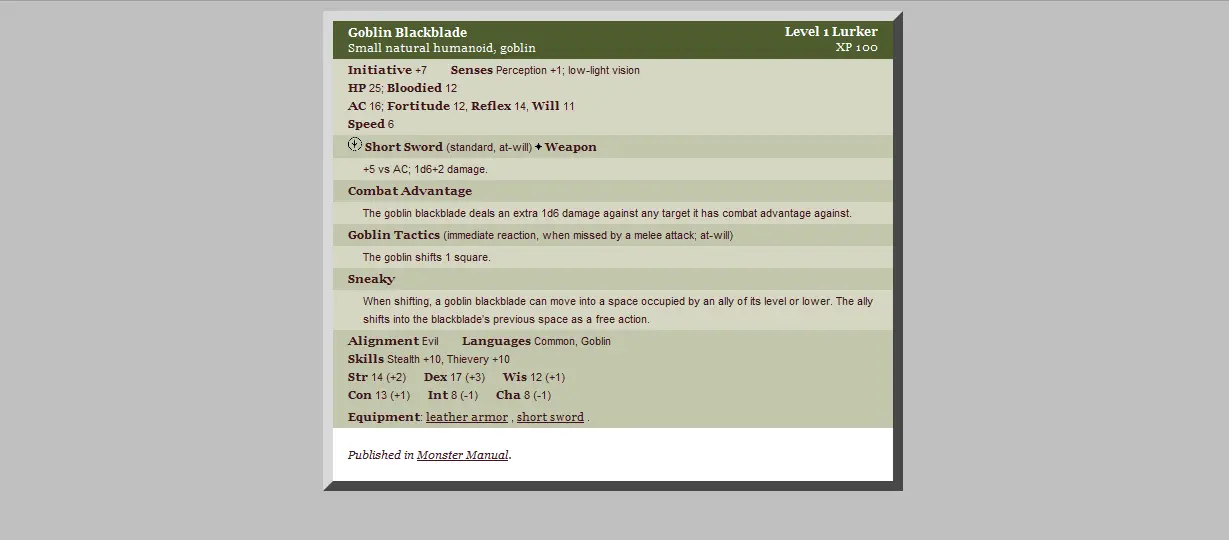 Goblin Blackblade Level 1 Lurker
Small natural humanoid, goblin XP 100
Initiative +7 Senses Perception +1; low-light vision
HP 25; Bloodied 12
AC 16; Fortitude 12, Reflex 14, Will 11
Speed 6
Short Sword (standard, at-will) ✦ Weapon
+5 vs AC; 1d6+2 damage.
Combat Advantage
The goblin blackblade deals an extra 1d6 damage against any target it has combat advantage against.
Goblin Tactics (immediate reaction, when missed by a melee attack; at-will)
The goblin shifts 1 square.
Sneaky
When shifting, a goblin blackblade can move into a space occupied by an ally of its level or lower. The ally
shifts into the blackblade's previous space as a free action.
Alignment Evil Languages Common, Goblin
Skills Stealth +10, Thievery +10
Str 14 (+2) Dex 17 (+3) Wis 12 (+1)
Con 13 (+1) Int 8 (-1) Cha 8 (-1)
Equipment: leather armor , short sword .
Published in Monster Manual.